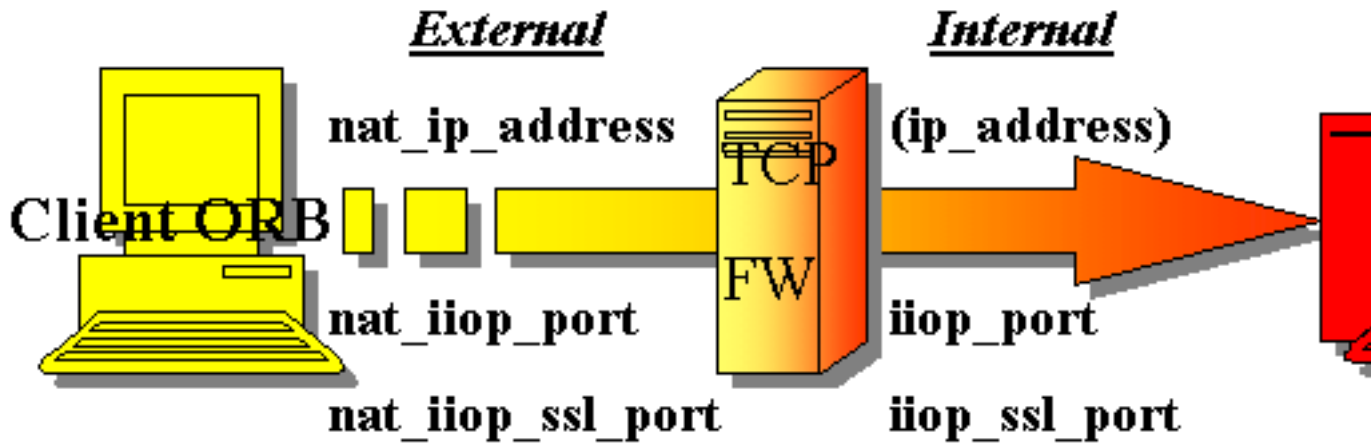 External Internal
nat_ip_address (ip_address)
TCP
Client ORB
FW
nat_iiop_port iiop_port
nat_iiop_ssl_port iiop_ssl_port